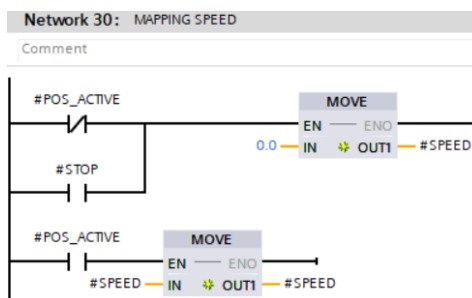 Network 30: MAPPING SPEED
Comment
#POS_ACTIVE
MOVE
EN ENO
0.0 IN OUT1 #SPEED
#STOP
#POS_ACTIVE
MOVE
EN ENO
#SPEED IN OUT1 #SPEED